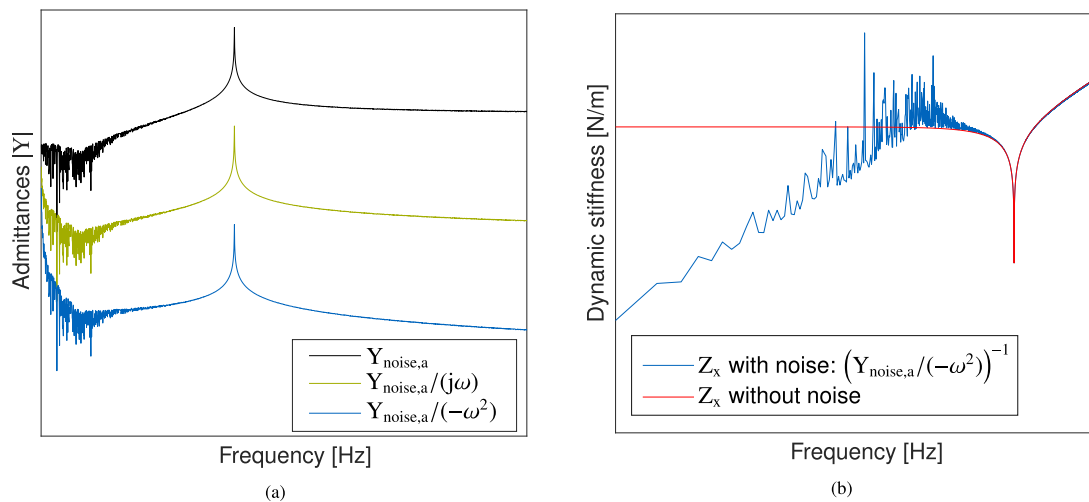 Admittances |Y|
Y_noise,a
Y_noise,a/(jω)
Y_noise,a/(−ω²)
Frequency [Hz]
(a)
Dynamic stiffness [N/m]
Z_x with noise: (Y_noise,a/(−ω²))⁻¹
Z_x without noise
Frequency [Hz]
(b)